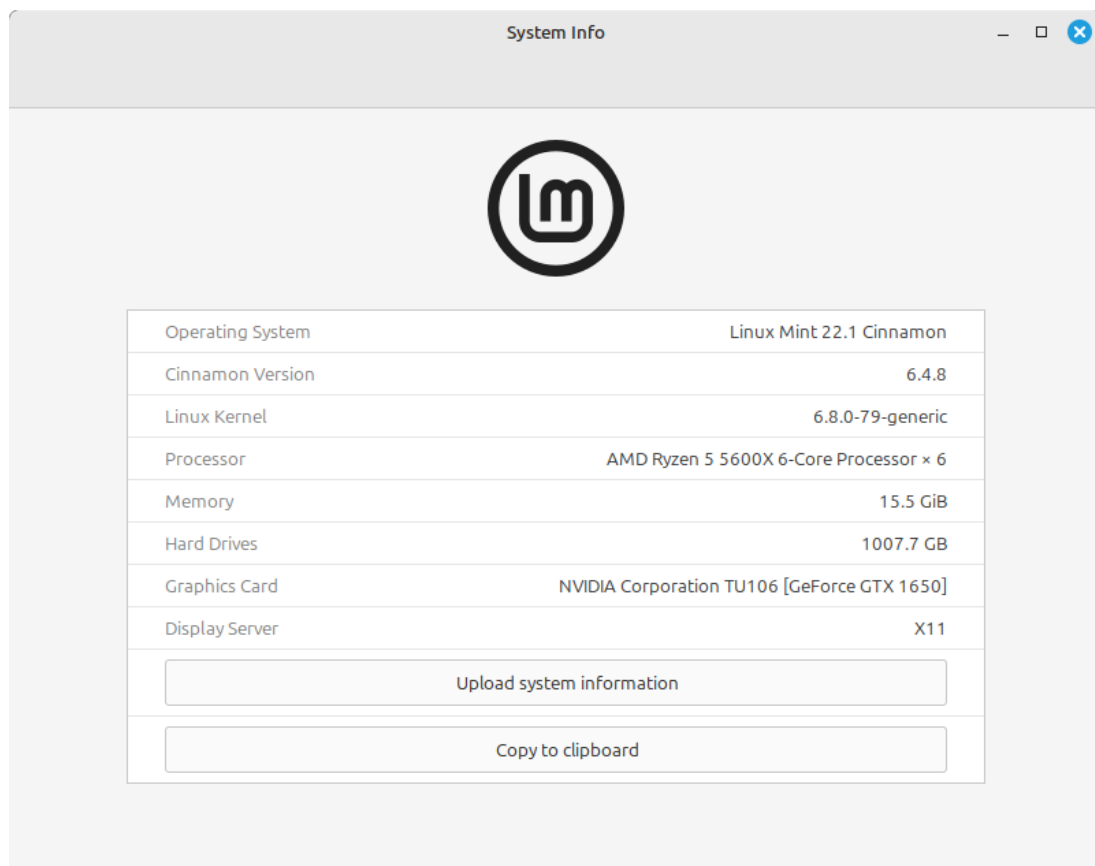 System Info
lm
Operating System Linux Mint 22.1 Cinnamon
Cinnamon Version 6.4.8
Linux Kernel 6.8.0-79-generic
Processor AMD Ryzen 5 5600X 6-Core Processor × 6
Memory 15.5 GiB
Hard Drives 1007.7 GB
Graphics Card NVIDIA Corporation TU106 [GeForce GTX 1650]
Display Server X11
Upload system information
Copy to clipboard